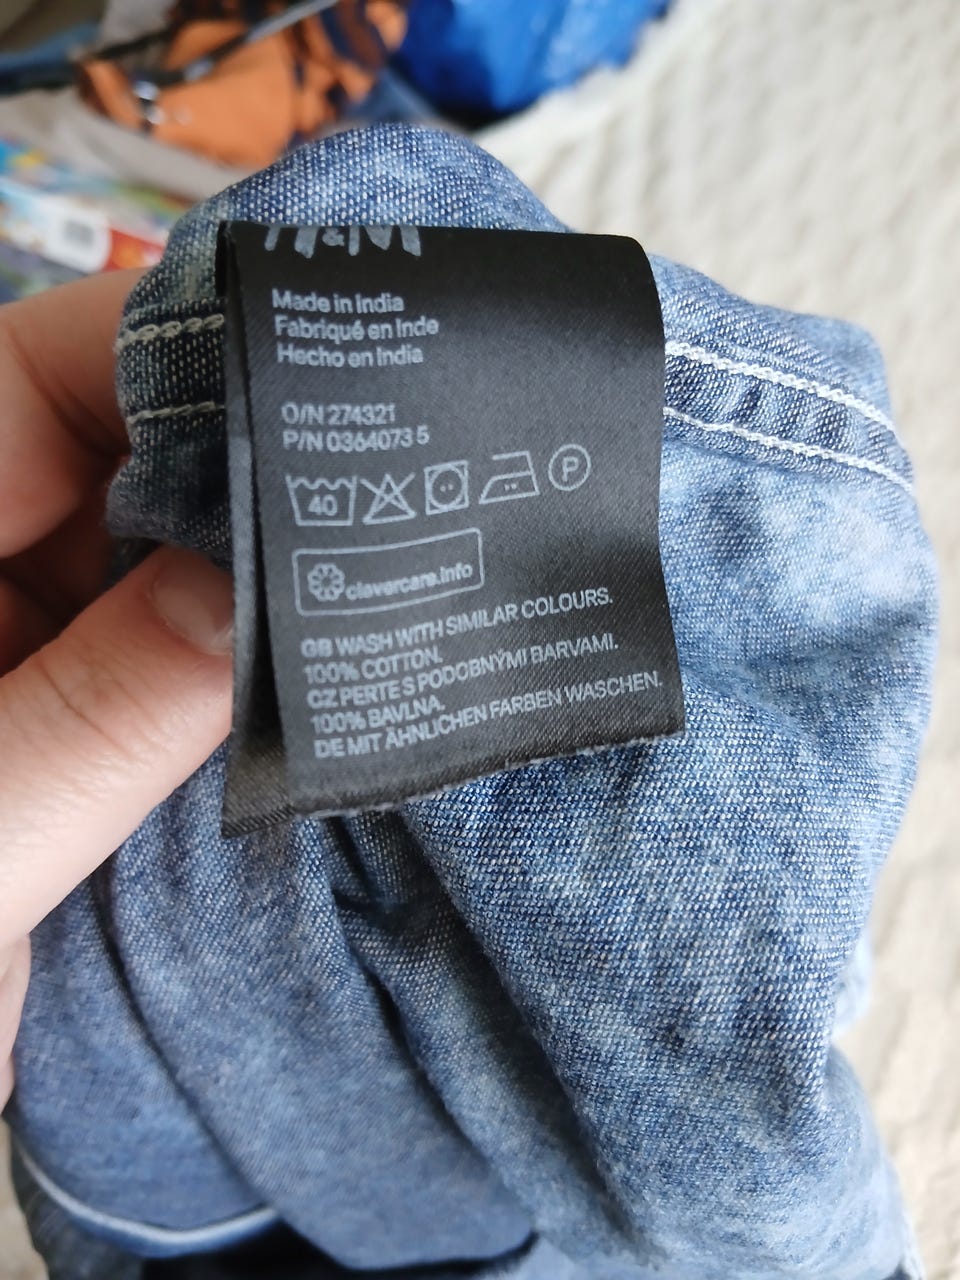 H&M
Made in India
Fabriqué en Inde
Hecho en India
O/N 274321
P/N 0364073 5
40 P
clevercare.info
GB WASH WITH SIMILAR COLOURS.
100% COTTON.
CZ PERTE S PODOBNÝMI BARVAMI.
100% BAVLNA.
DE MIT ÄHNLICHEN FARBEN WASCHEN.